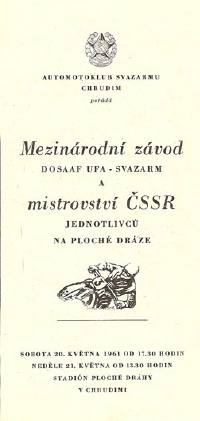 AUTOMOTOKLUB SVAZARMU
CHRUDIM
pořádá
Mezinárodní závod
DOSAAF UFA - SVAZARM
A
mistrovství ČSSR
JEDNOTLIVCŮ
NA PLOCHÉ DRÁZE
SOBOTA 20. KVĚTNA 1961 OD 17.30 HODIN
NEDĚLE 21. KVĚTNA OD 13.30 HODIN
STADIÓN PLOCHÉ DRÁHY
V CHRUDIMI